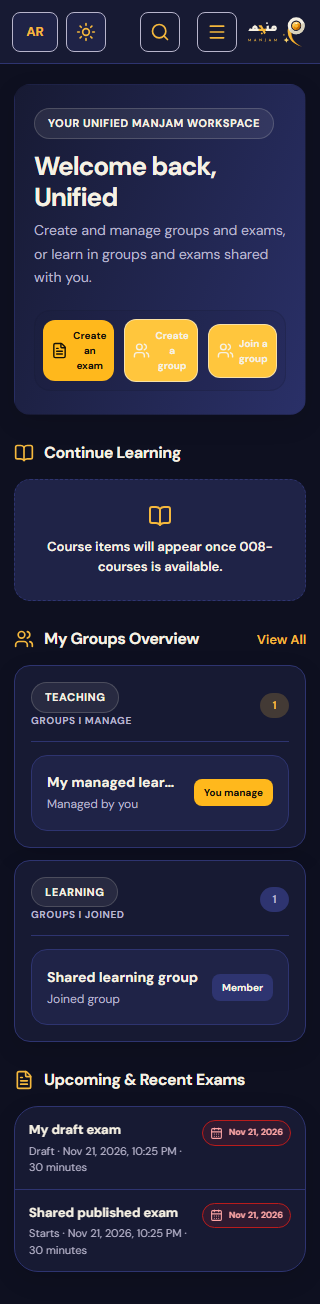 AR
منجم
MANJAM
YOUR UNIFIED MANJAM WORKSPACE
Welcome back,
Unified
Create and manage groups and exams,
or learn in groups and exams shared
with you.
Create
an
exam
Create
a
group
Join a
group
Continue Learning
Course items will appear once 008-
courses is available.
My Groups Overview
View All
TEACHING
GROUPS I MANAGE
1
My managed lear...
Managed by you
You manage
LEARNING
GROUPS I JOINED
1
Shared learning group
Joined group
Member
Upcoming & Recent Exams
My draft exam
Nov 21, 2026
Draft · Nov 21, 2026, 10:25 PM ·
30 minutes
Shared published exam
Nov 21, 2026
Starts · Nov 21, 2026, 10:25 PM ·
30 minutes